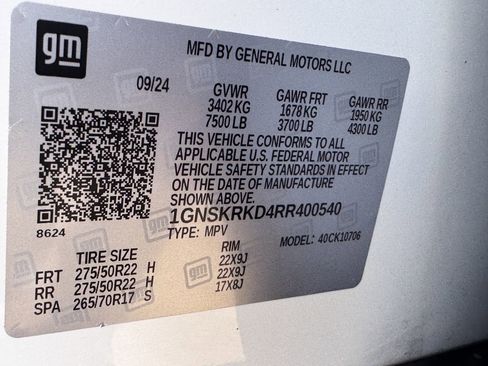 gm
MFD BY GENERAL MOTORS LLC
09/24 GVWR GAWR FRT GAWR RR
3402 KG 1678 KG 1950 KG
7500 LB 3700 LB 4300 LB
THIS VEHICLE CONFORMS TO ALL
APPLICABLE U.S. FEDERAL MOTOR
VEHICLE SAFETY STANDARDS IN EFFECT
ON THE DATE OF MANUFACTURE
SHOWN ABOVE.
1GNSKRKD4RR400540
8624 TYPE: MPV MODEL: 40CK10706
TIRE SIZE RIM
FRT 275/50R22 H 22X9J
RR 275/50R22 H 22X9J
SPA 265/70R17 S 17X8J